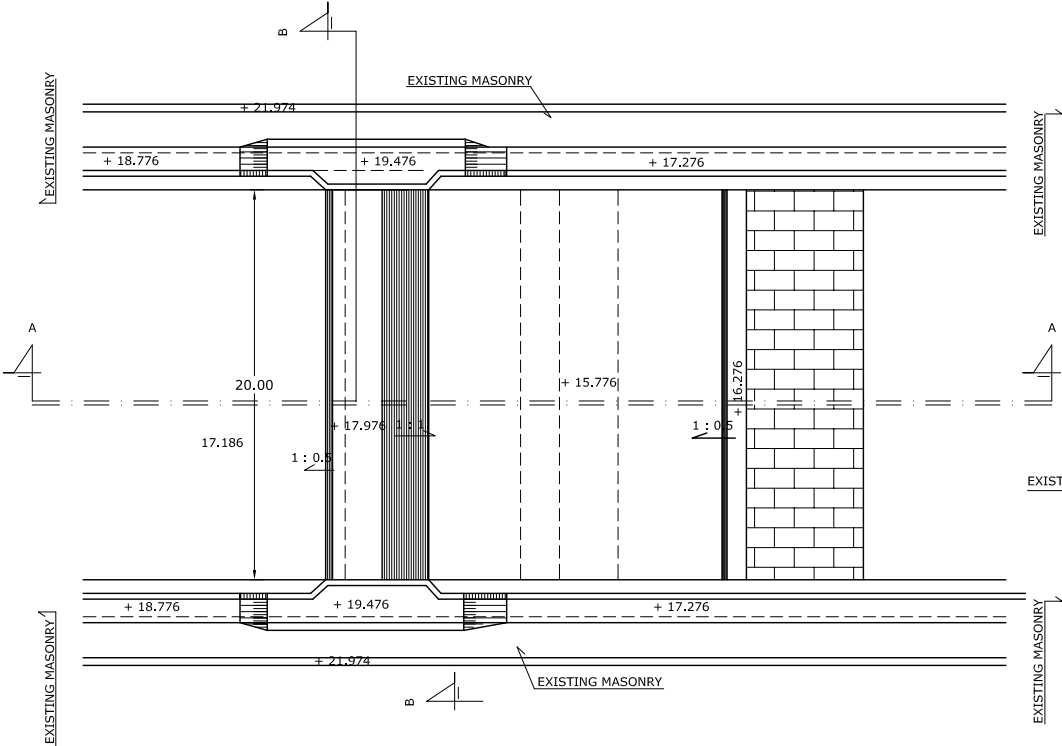 B
EXISTING MASONRY
EXISTING MASONRY
+ 21.974
EXISTING MASONRY
+ 18.776
+ 19.476
+ 17.276
A
A
20.00
+ 15.776
+ 16.276
17.186
+ 17.976
1 : 1
1 : 0.5
1 : 0.5
EXIST
+ 18.776
+ 19.476
+ 17.276
EXISTING MASONRY
EXISTING MASONRY
+ 21.974
EXISTING MASONRY
B